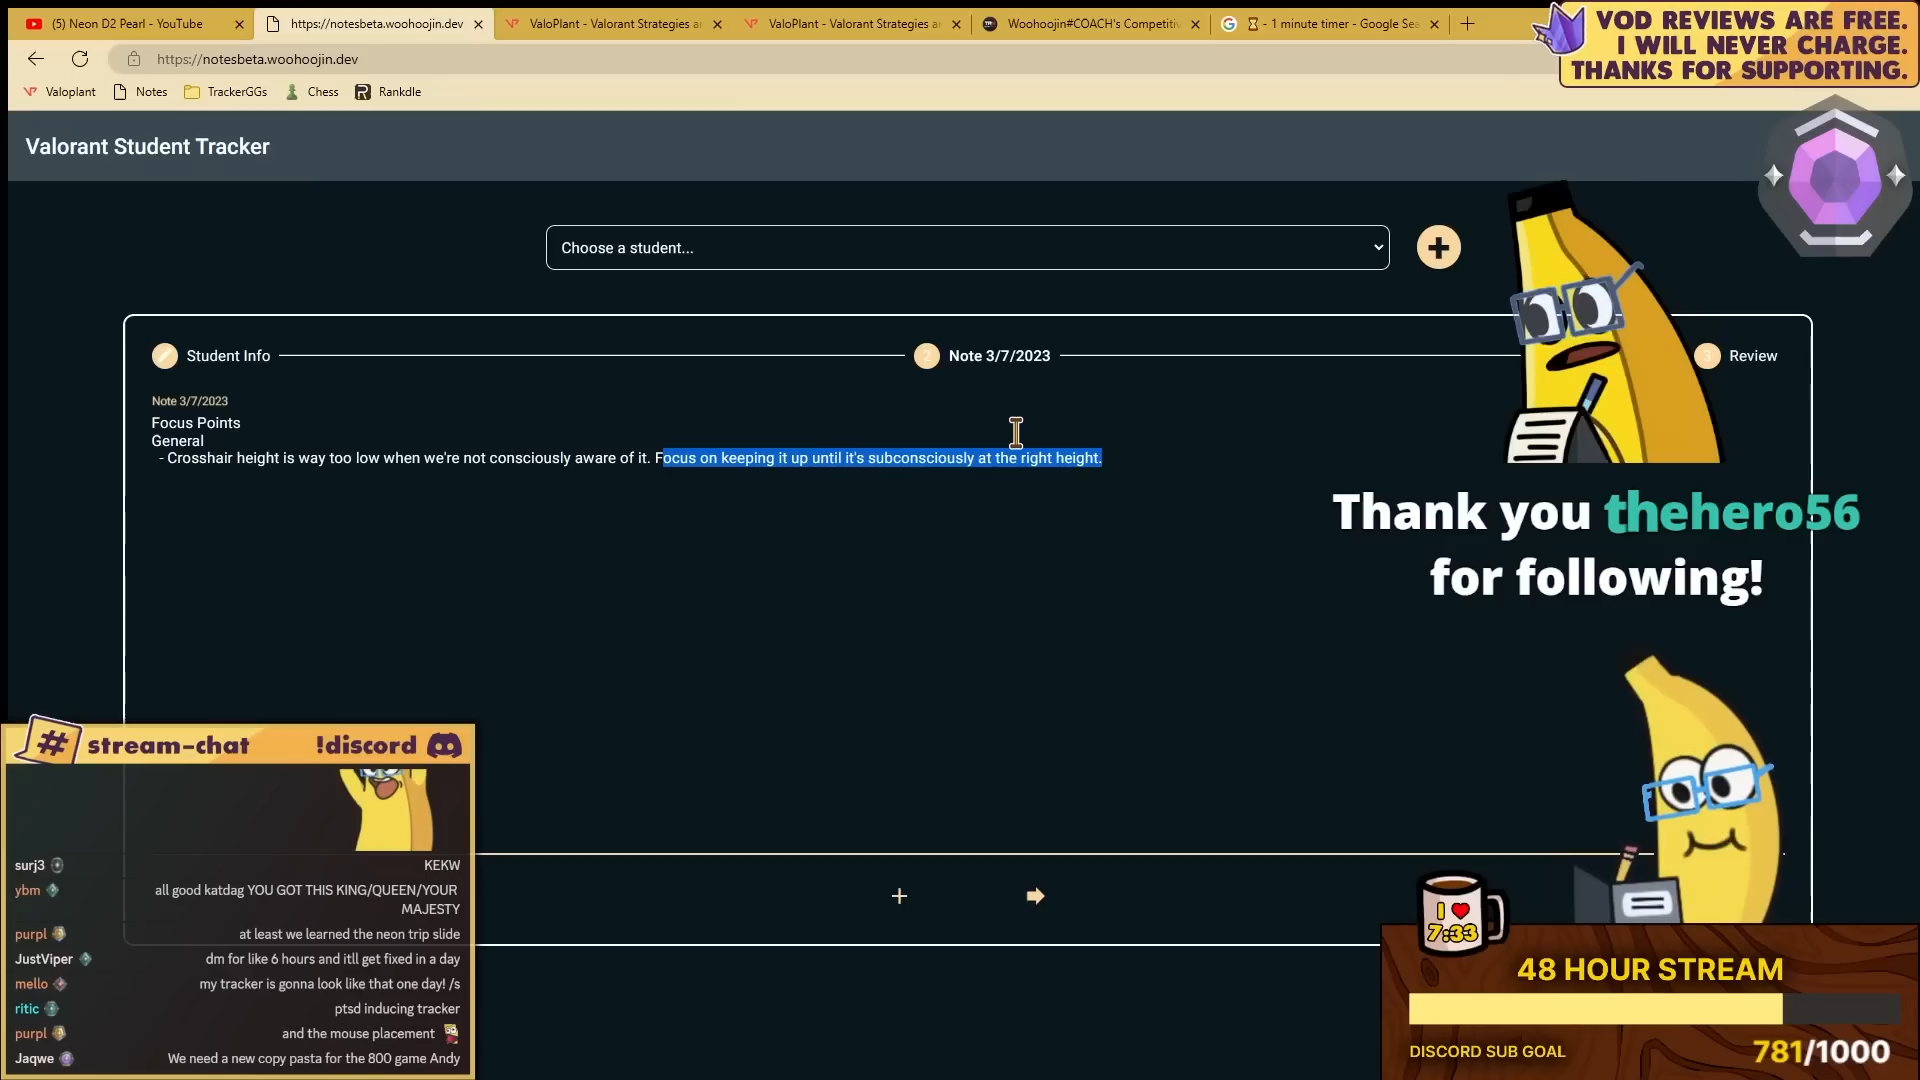 (5) Neon D2 Pearl - YouTube
https://notesbeta.woohoojin.dev
ValoPlant - Valorant Strategies a
ValoPlant - Valorant Strategies a
Woohoojin#COACH's Competiti
- 1 minute timer - Google Sea
https://notesbeta.woohoojin.dev
Valoplant
Notes
TrackerGGs
Chess
Rankdle
VOD REVIEWS ARE FREE.
I WILL NEVER CHARGE.
THANKS FOR SUPPORTING.
Valorant Student Tracker
Choose a student...
Student Info
2 Note 3/7/2023
3 Review
Note 3/7/2023
Focus Points
General
- Crosshair height is way too low when we're not consciously aware of it. Focus on keeping it up until it's subconsciously at the right height.
Thank you thehero56
for following!
# stream-chat !discord
surj3 KEKW
ybm all good katdag YOU GOT THIS KING/QUEEN/YOUR
MAJESTY
purpl at least we learned the neon trip slide
JustViper dm for like 6 hours and itll get fixed in a day
mello my tracker is gonna look like that one day! /s
ritic ptsd inducing tracker
purpl and the mouse placement
Jaqwe We need a new copy pasta for the 800 game Andy
I
7:33
48 HOUR STREAM
DISCORD SUB GOAL 781/1000